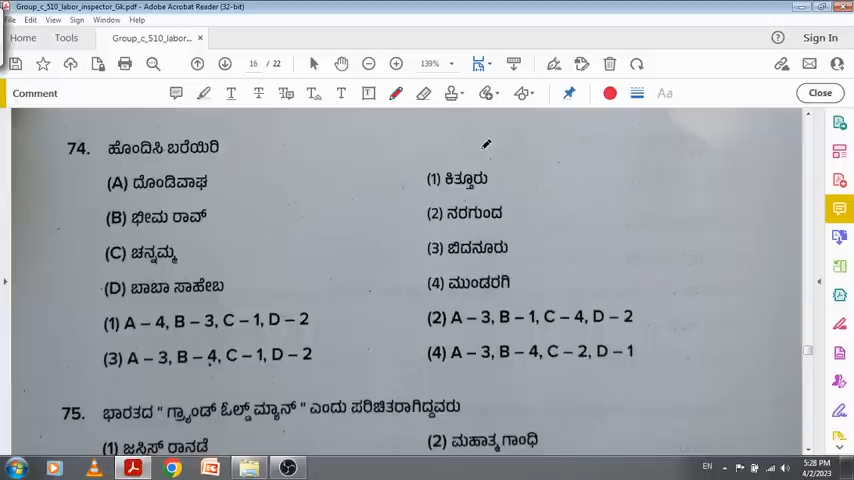 Group_c_510_labor_inspector_Gk.pdf - Adobe Acrobat Reader (32-bit)
File Edit View Sign Window Help
Home Tools Group_c_510_labor... × Sign In
16 / 22 139%
Comment Aa Close
74. ಹೊಂದಿಸಿ ಬರೆಯಿರಿ
(A) ದೊಂಡಿವಾಘ (1) ಕಿತ್ತೂರು
(B) ಭೀಮ ರಾವ್ (2) ನರಗುಂದ
(C) ಚನ್ನಮ್ಮ (3) ಬಿದನೂರು
(D) ಬಾಬಾ ಸಾಹೇಬ (4) ಮುಂಡರಗಿ
(1) A – 4, B – 3, C – 1, D – 2 (2) A – 3, B – 1, C – 4, D – 2
(3) A – 3, B – 4, C – 1, D – 2 (4) A – 3, B – 4, C – 2, D – 1
75. ಭಾರತದ " ಗ್ರ್ಯಾಂಡ್ ಓಲ್ಡ್ ಮ್ಯಾನ್ " ಎಂದು ಪರಿಚಿತರಾಗಿದ್ದವರು
(1) ಜಸ್ಟಿಸ್ ರಾನಡೆ (2) ಮಹಾತ್ಮ ಗಾಂಧಿ
EN 5:28 PM
4/2/2023